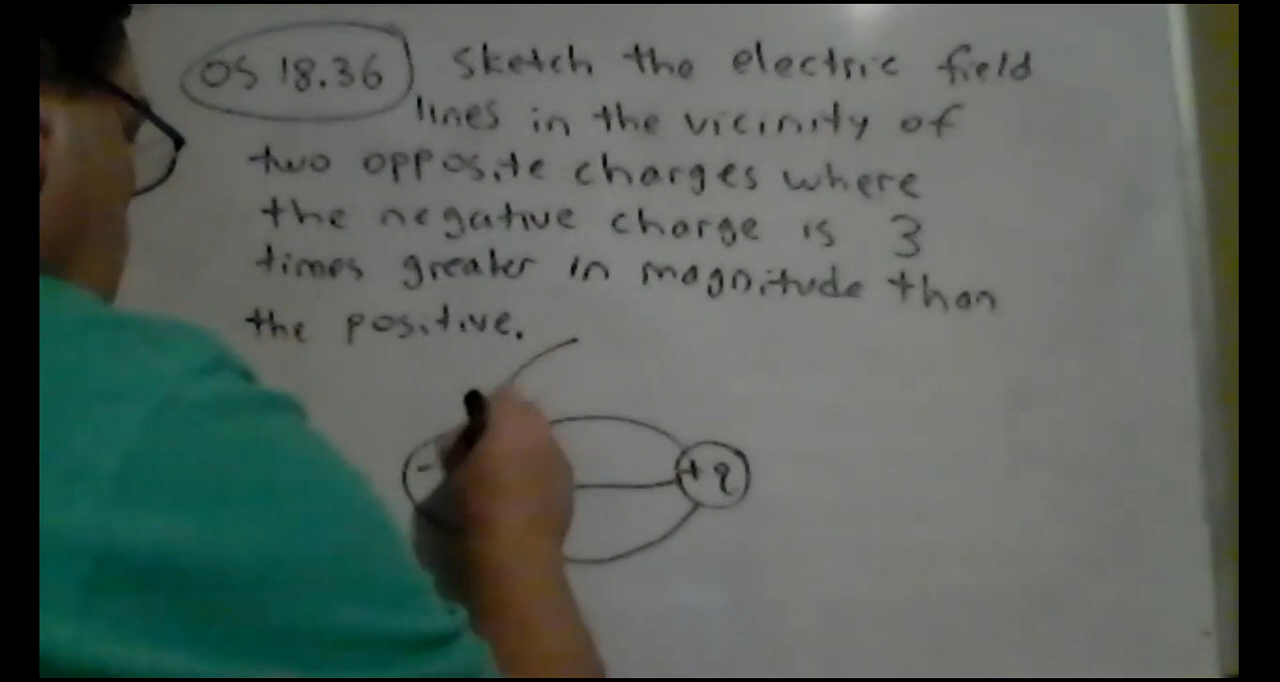 OS 18.36 Sketch the electric field
lines in the vicinity of
two opposite charges where
the negative charge is 3
times greater in magnitude than
the positive.
- +q